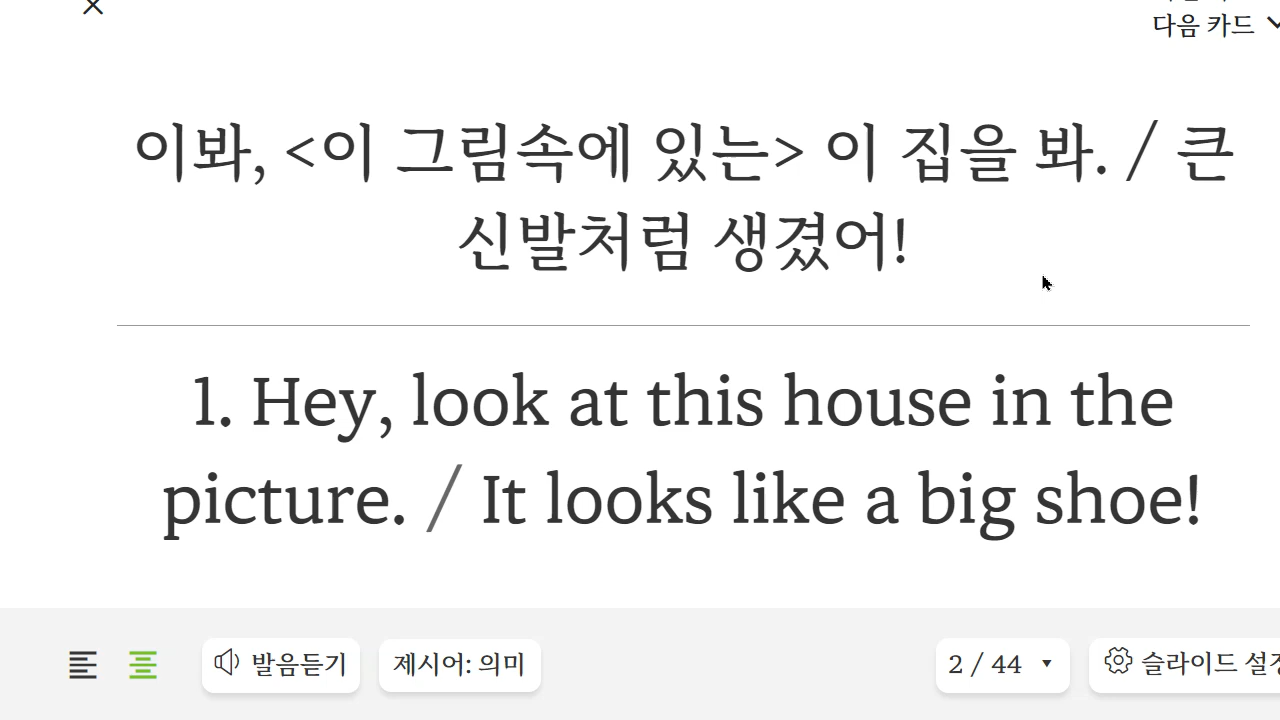 다음 카드
이봐, <이 그림속에 있는> 이 집을 봐. / 큰
신발처럼 생겼어!
1. Hey, look at this house in the
picture. / It looks like a big shoe!
발음듣기
제시어: 의미
2 / 44
슬라이드 설정